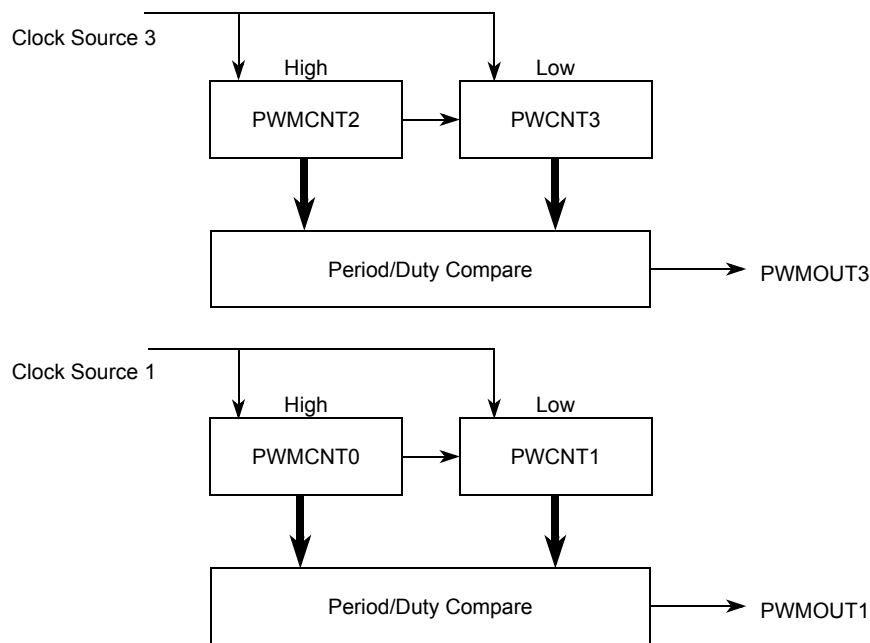 Clock Source 3
High
Low
PWMCNT2
PWCNT3
Period/Duty Compare
PWMOUT3
Clock Source 1
High
Low
PWMCNT0
PWCNT1
Period/Duty Compare
PWMOUT1